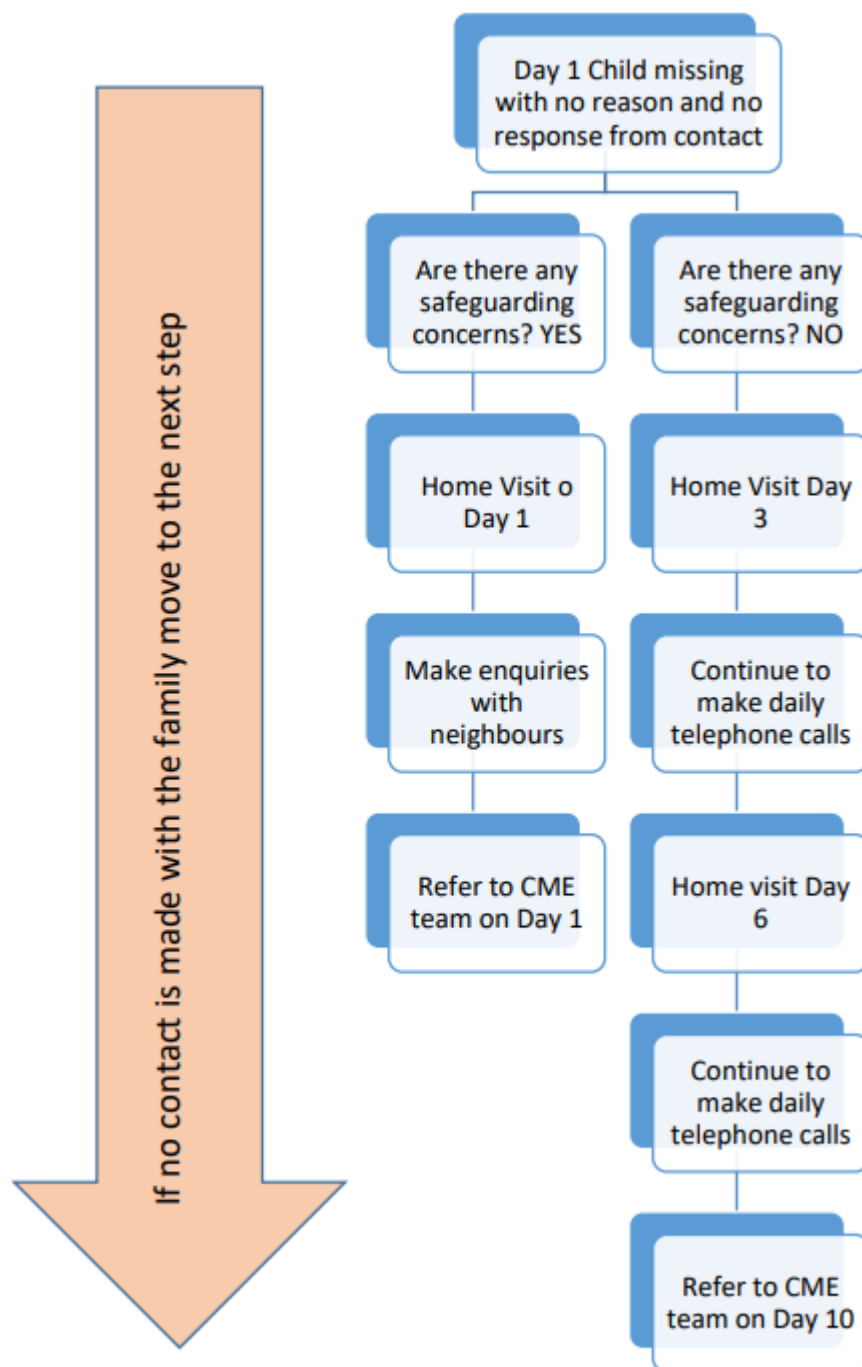 Day 1 Child missing
with no reason and no
response from contact
Are there any
safeguarding
concerns? YES
Are there any
safeguarding
concerns? NO
Home Visit o
Day 1
Home Visit Day
3
Make enquiries
with
neighbours
Continue to
make daily
telephone calls
Refer to CME
team on Day 1
Home visit Day
6
Continue to
make daily
telephone calls
Refer to CME
team on Day 10
If no contact is made with the family move to the next step